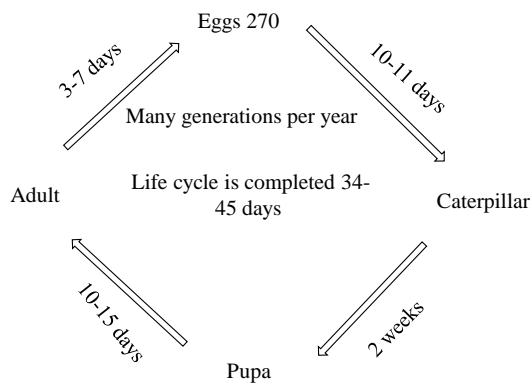 Eggs 270
3-7 days
10-11 days
Many generations per year
Life cycle is completed 34-
45 days
Adult
Caterpillar
10-15 days
2 weeks
Pupa